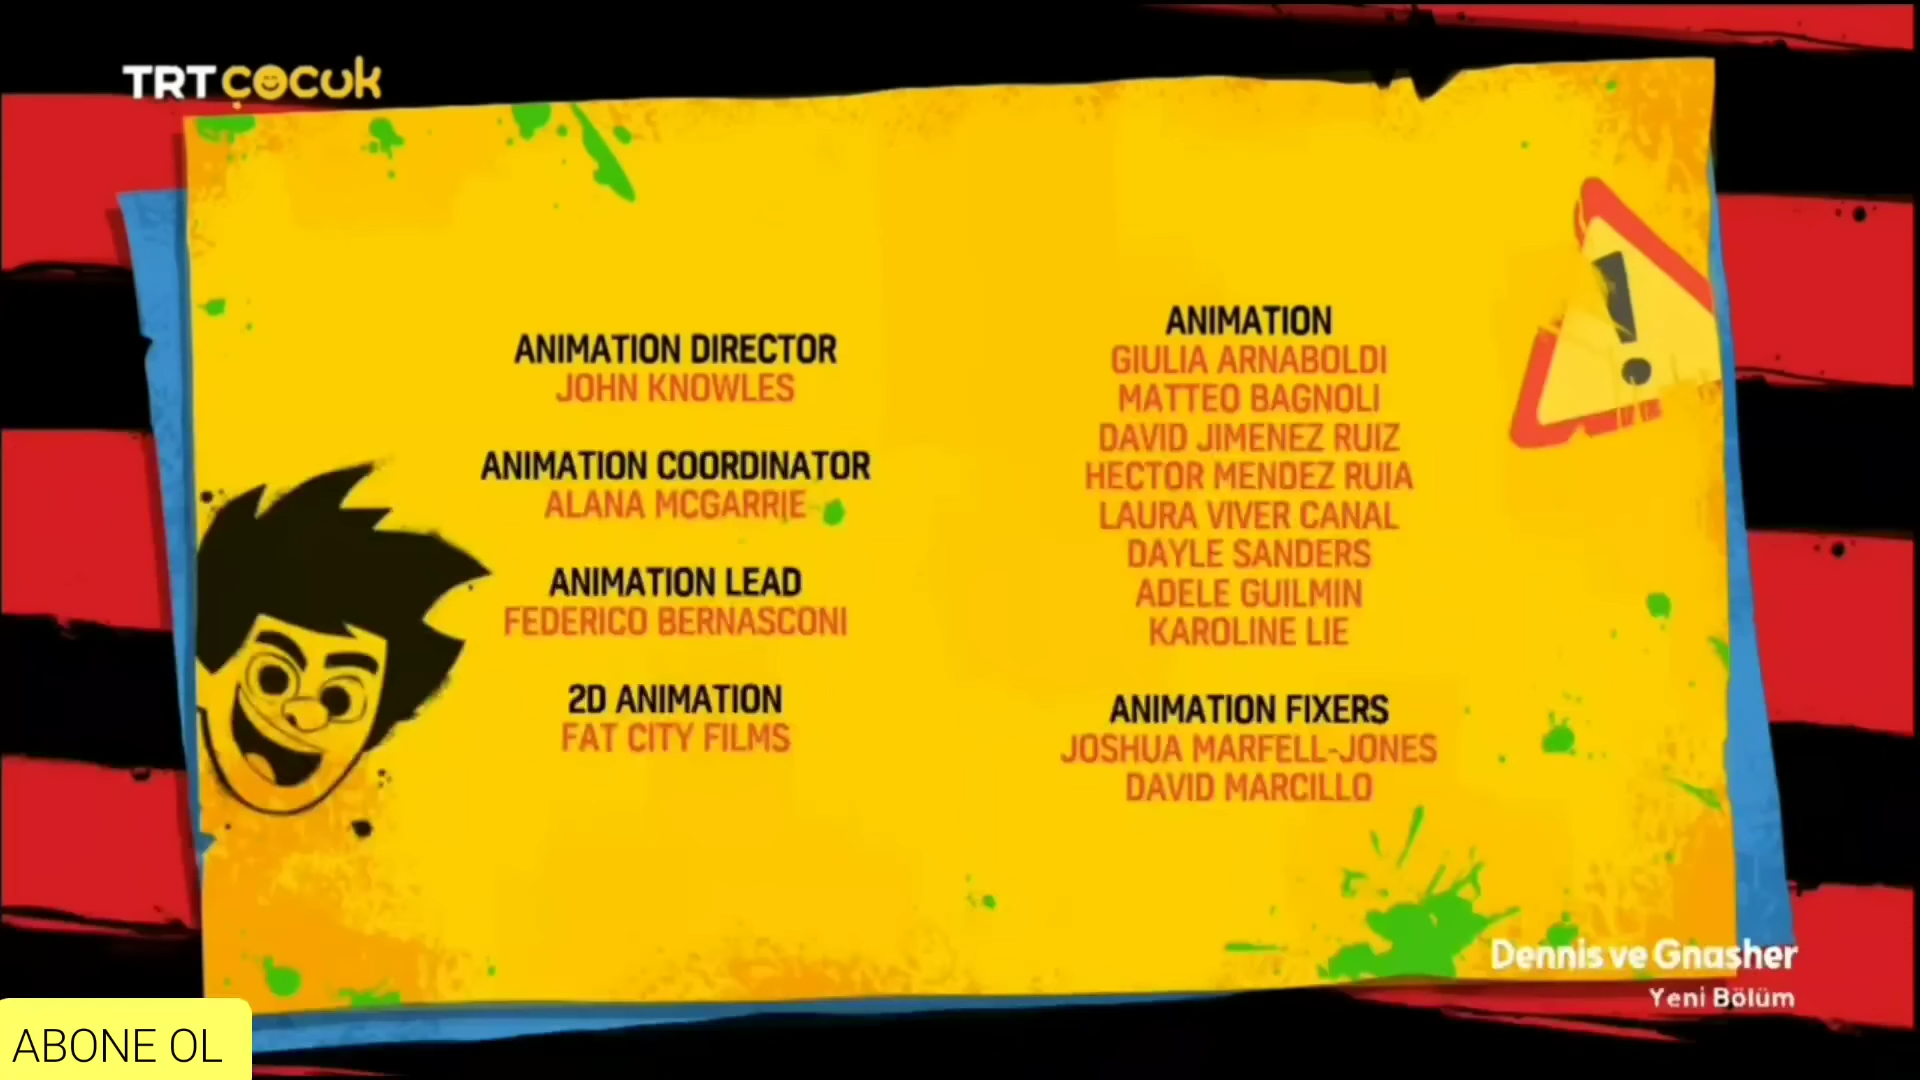 TRT çocuk
ANIMATION DIRECTOR
JOHN KNOWLES
ANIMATION COORDINATOR
ALANA MCGARRIE
ANIMATION LEAD
FEDERICO BERNASCONI
2D ANIMATION
FAT CITY FILMS
ANIMATION
GIULIA ARNABOLDI
MATTEO BAGNOLI
DAVID JIMENEZ RUIZ
HECTOR MENDEZ RUIA
LAURA VIVER CANAL
DAYLE SANDERS
ADELE GUILMIN
KAROLINE LIE
ANIMATION FIXERS
JOSHUA MARFELL-JONES
DAVID MARCILLO
Dennis ve Gnasher
Yeni Bölüm
ABONE OL